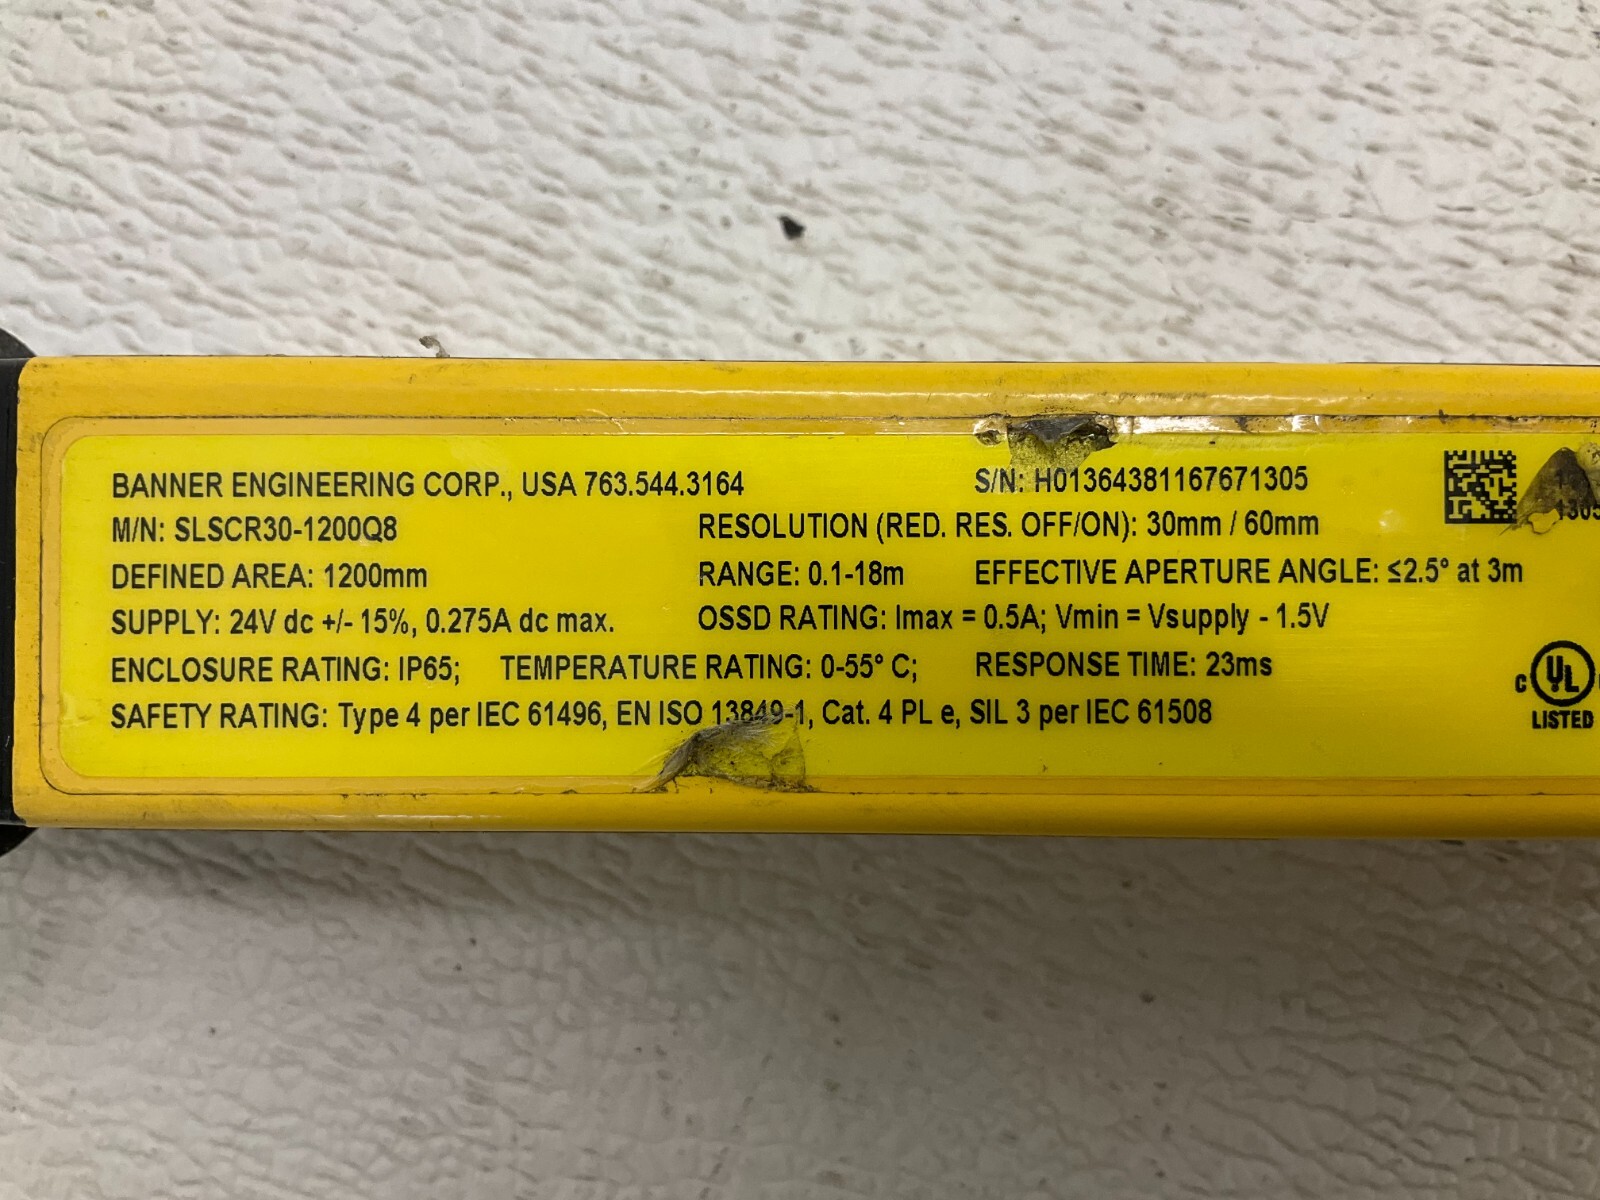 BANNER ENGINEERING CORP., USA 763.544.3164 S/N: H01364381167671305
M/N: SLSCR30-1200Q8 RESOLUTION (RED. RES. OFF/ON): 30mm / 60mm
DEFINED AREA: 1200mm RANGE: 0.1-18m EFFECTIVE APERTURE ANGLE: ≤2.5° at 3m
SUPPLY: 24V dc +/- 15%, 0.275A dc max. OSSD RATING: Imax = 0.5A; Vmin = Vsupply - 1.5V
ENCLOSURE RATING: IP65; TEMPERATURE RATING: 0-55° C; RESPONSE TIME: 23ms
SAFETY RATING: Type 4 per IEC 61496, EN ISO 13849-1, Cat. 4 PL e, SIL 3 per IEC 61508
C UL
LISTED